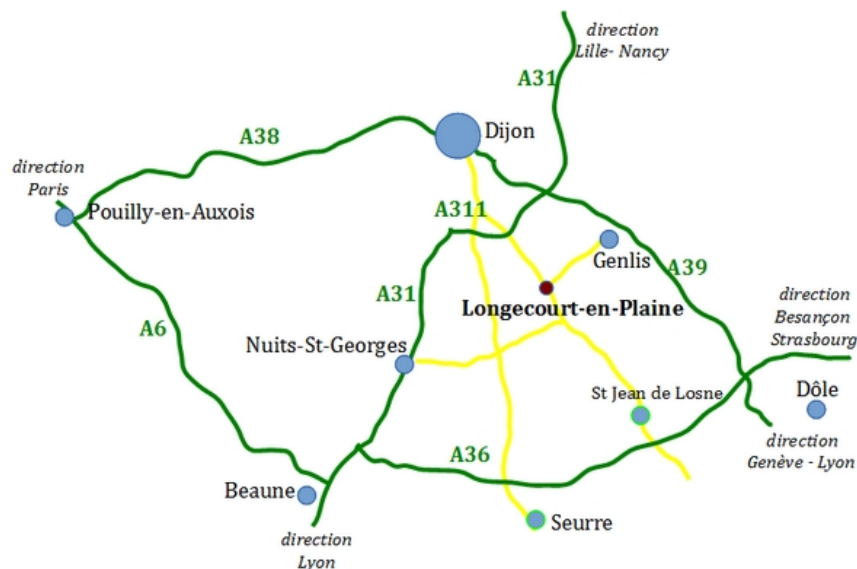 direction
Lille- Nancy
A31
A38
Dijon
direction
Paris
Pouilly-en-Auxois
A311
Genlis
A39
A31
Longecourt-en-Plaine
direction
Besançon
Strasbourg
A6
Nuits-St-Georges
St Jean de Losne
Dôle
direction
Genève - Lyon
A36
Beaune
Seurre
direction
Lyon